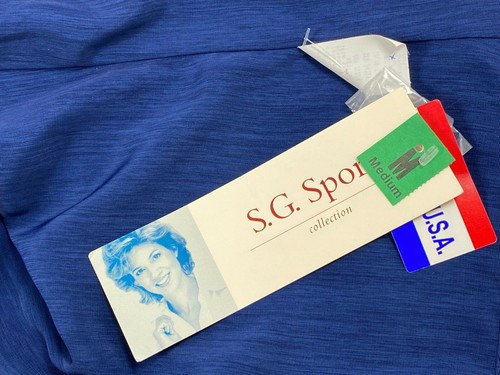 S.G. Spor
collection
M
Medium
U.S.A.